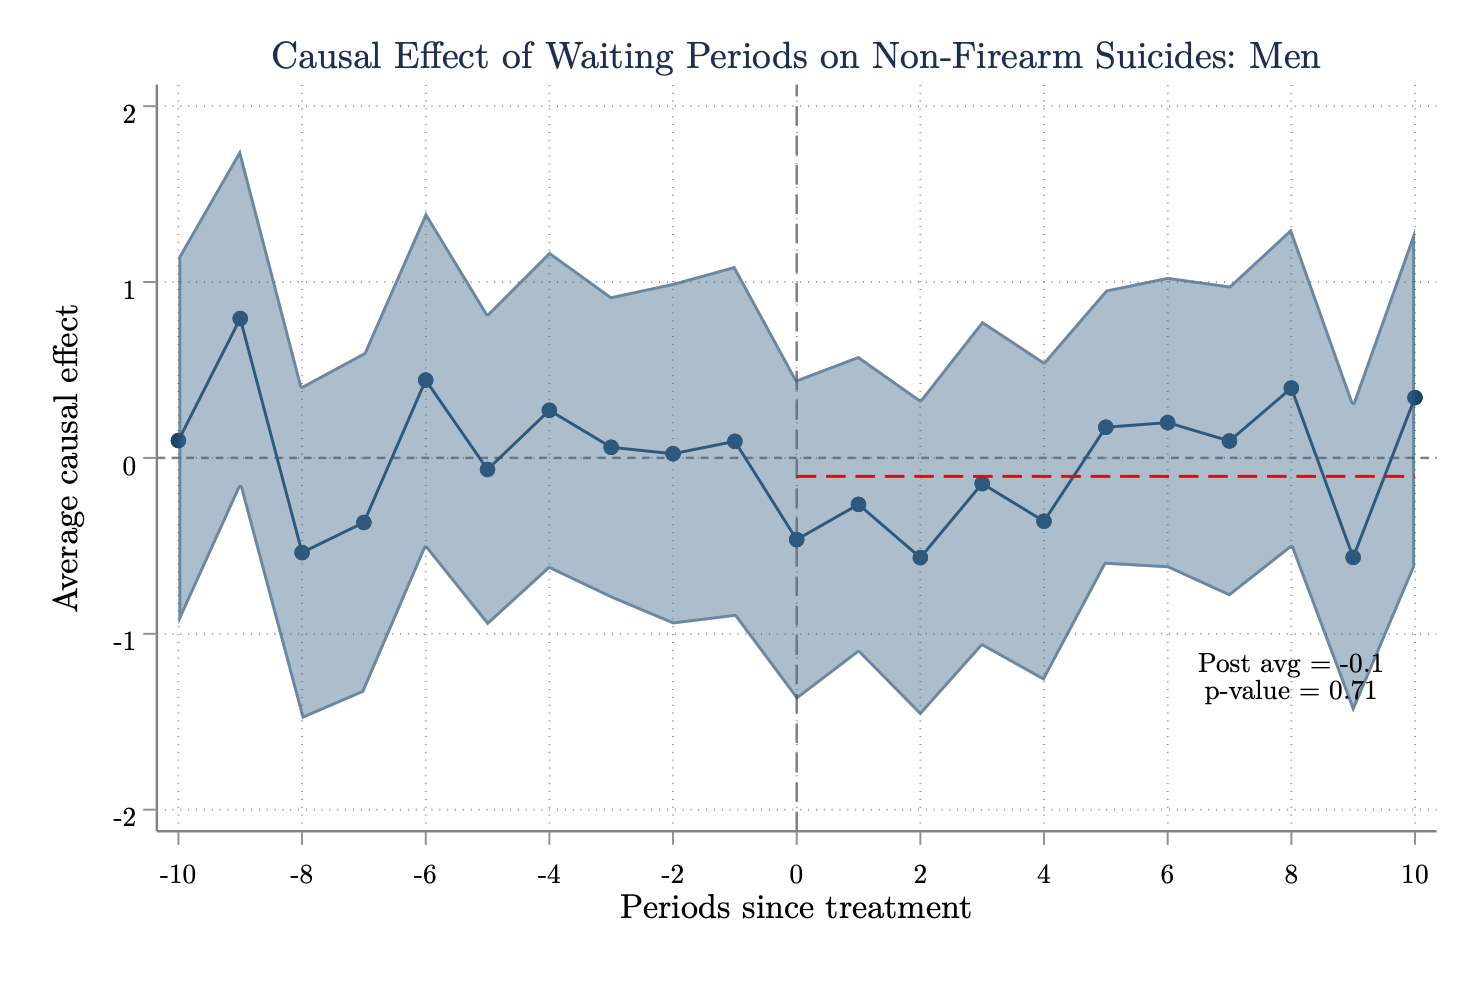 Causal Effect of Waiting Periods on Non-Firearm Suicides: Men
Average causal effect
2
1
0
-1
-2
Post avg = -0.1
p-value = 0.71
-10 -8 -6 -4 -2 0 2 4 6 8 10
Periods since treatment